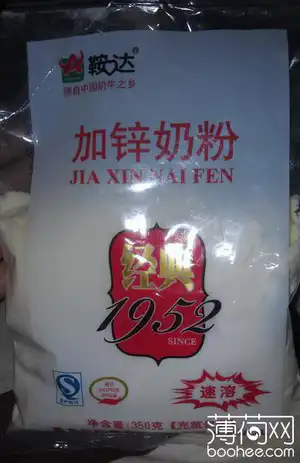 鞍达®
源自中国奶牛之乡
加锌奶粉
JIA XIN NAI FEN
经典
1952
SINCE
速溶
净含量:350克
薄荷网
boohee.com